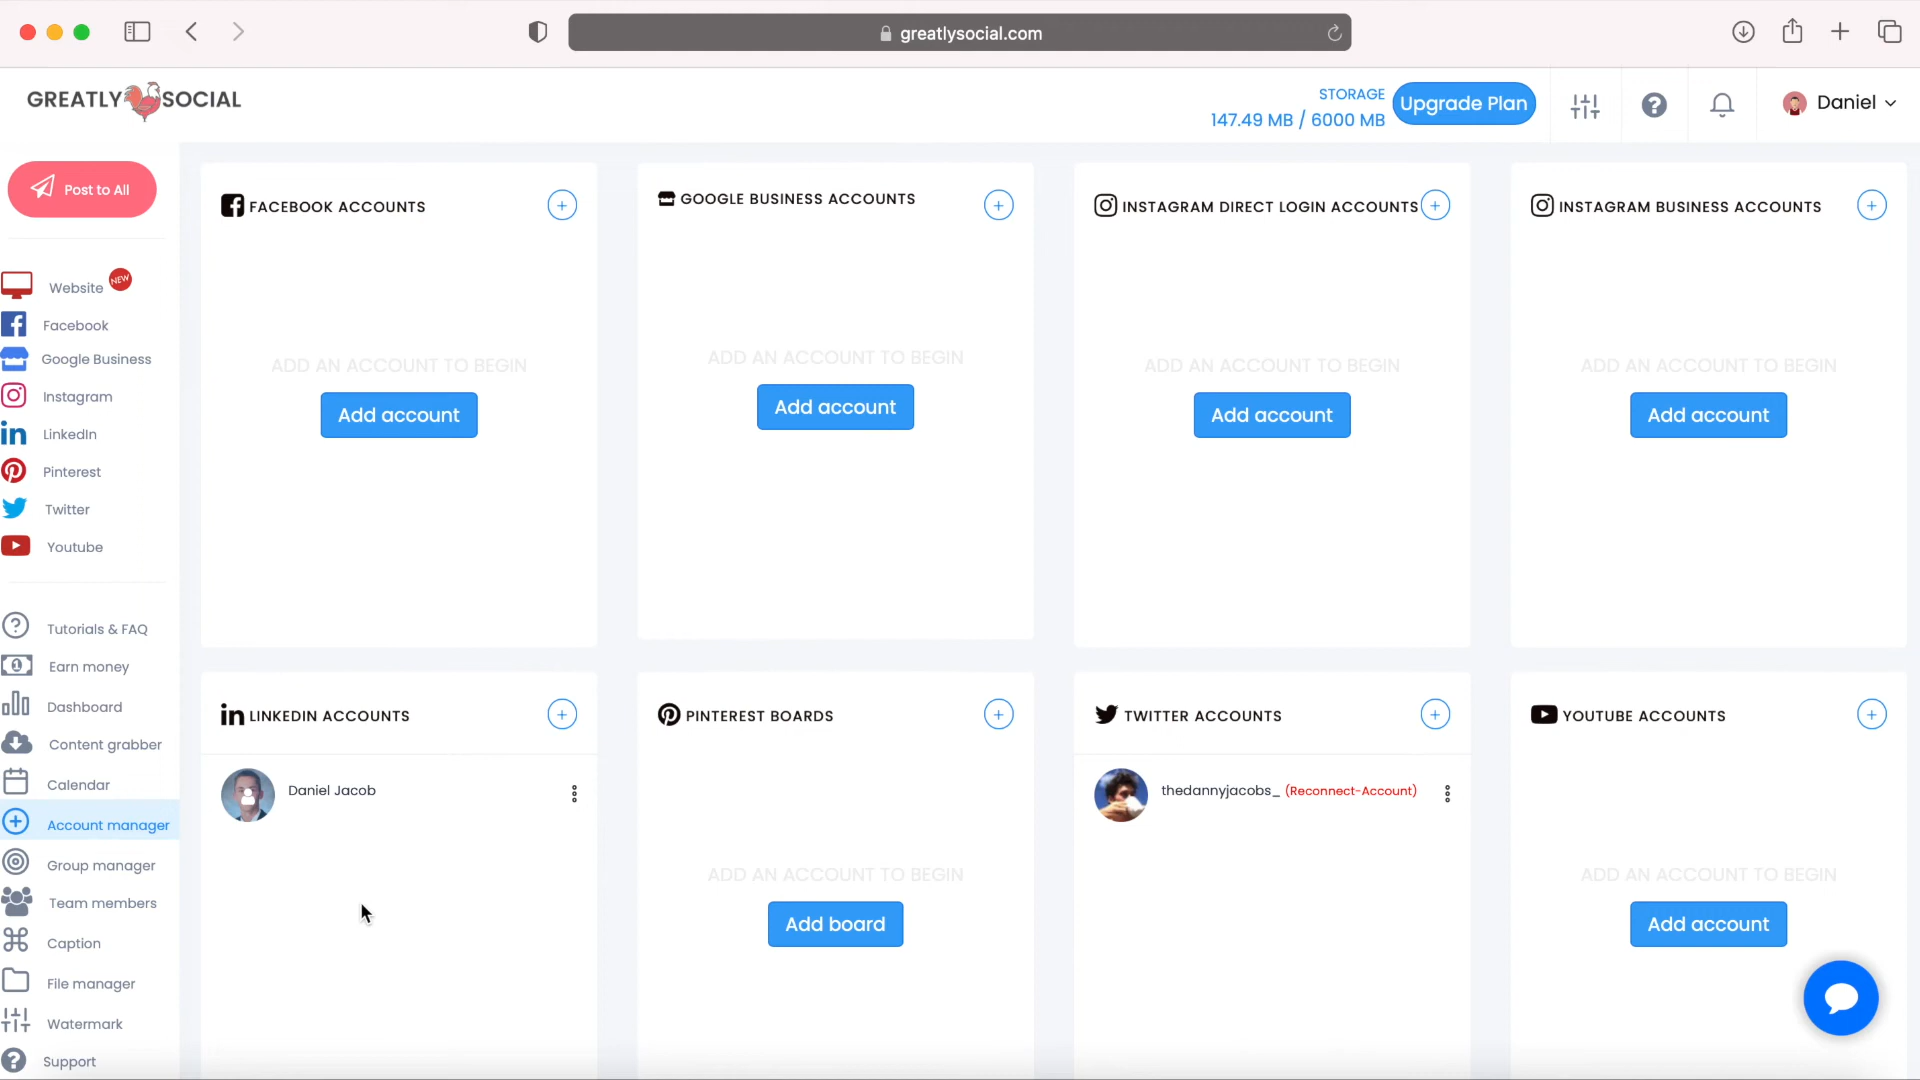 greatlysocial.com
GREATLY SOCIAL
STORAGE
147.49 MB / 6000 MB
Upgrade Plan
Daniel
Post to All
Website NEW
Facebook
Google Business
Instagram
LinkedIn
Pinterest
Twitter
Youtube
Tutorials & FAQ
Earn money
Dashboard
Content grabber
Calendar
Account manager
Group manager
Team members
Caption
File manager
Watermark
Support
FACEBOOK ACCOUNTS
ADD AN ACCOUNT TO BEGIN
Add account
GOOGLE BUSINESS ACCOUNTS
ADD AN ACCOUNT TO BEGIN
Add account
INSTAGRAM DIRECT LOGIN ACCOUNTS
ADD AN ACCOUNT TO BEGIN
Add account
INSTAGRAM BUSINESS ACCOUNTS
ADD AN ACCOUNT TO BEGIN
Add account
LINKEDIN ACCOUNTS
Daniel Jacob
PINTEREST BOARDS
ADD AN ACCOUNT TO BEGIN
Add board
TWITTER ACCOUNTS
thedannyjacobs_ (Reconnect-Account)
YOUTUBE ACCOUNTS
ADD AN ACCOUNT TO BEGIN
Add account